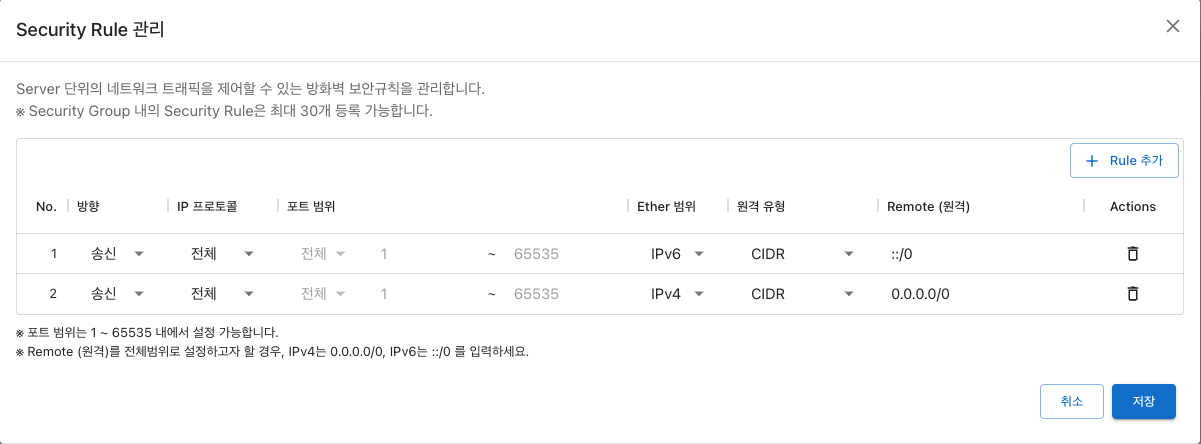 Security Rule 관리
Server 단위의 네트워크 트래픽을 제어할 수 있는 방화벽 보안규칙을 관리합니다.
※ Security Group 내의 Security Rule은 최대 30개 등록 가능합니다.
Rule 추가
No. 방향 IP 프로토콜 포트 범위 Ether 범위 원격 유형 Remote (원격) Actions
1 송신 전체 전체 1 ~ 65535 IPv6 CIDR ::/0
2 송신 전체 전체 1 ~ 65535 IPv4 CIDR 0.0.0.0/0
※ 포트 범위는 1 ~ 65535 내에서 설정 가능합니다.
※ Remote (원격)를 전체범위로 설정하고자 할 경우, IPv4는 0.0.0.0/0, IPv6는 ::/0 를 입력하세요.
취소 저장